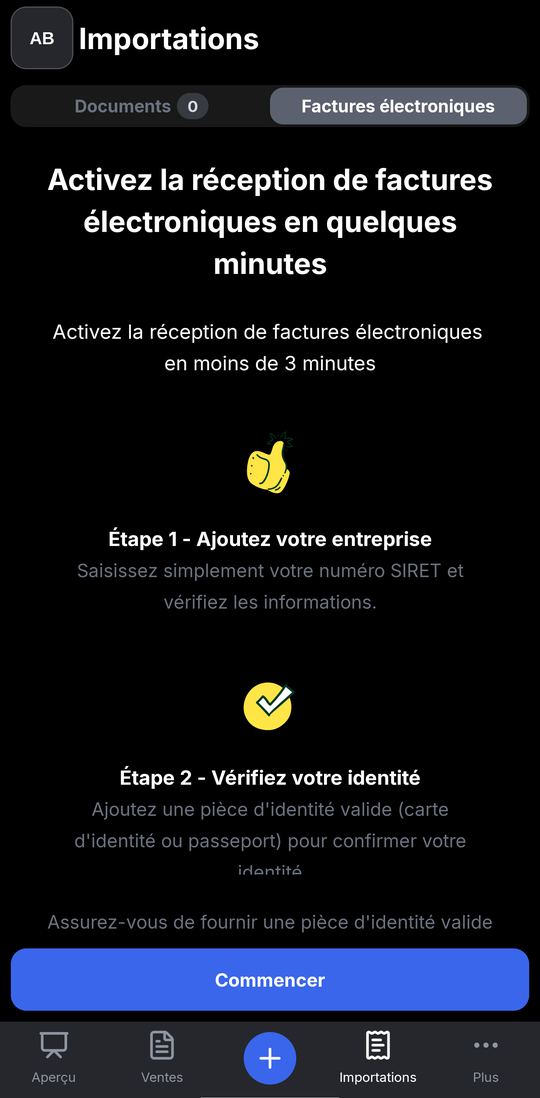 AB
Importations
Documents 0
Factures électroniques
Activez la réception de factures
électroniques en quelques
minutes
Activez la réception de factures électroniques
en moins de 3 minutes
Étape 1 - Ajoutez votre entreprise
Saisissez simplement votre numéro SIRET et
vérifiez les informations.
Étape 2 - Vérifiez votre identité
Ajoutez une pièce d'identité valide (carte
d'identité ou passeport) pour confirmer votre
identité
Assurez-vous de fournir une pièce d'identité valide
Commencer
Aperçu
Ventes
Importations
Plus